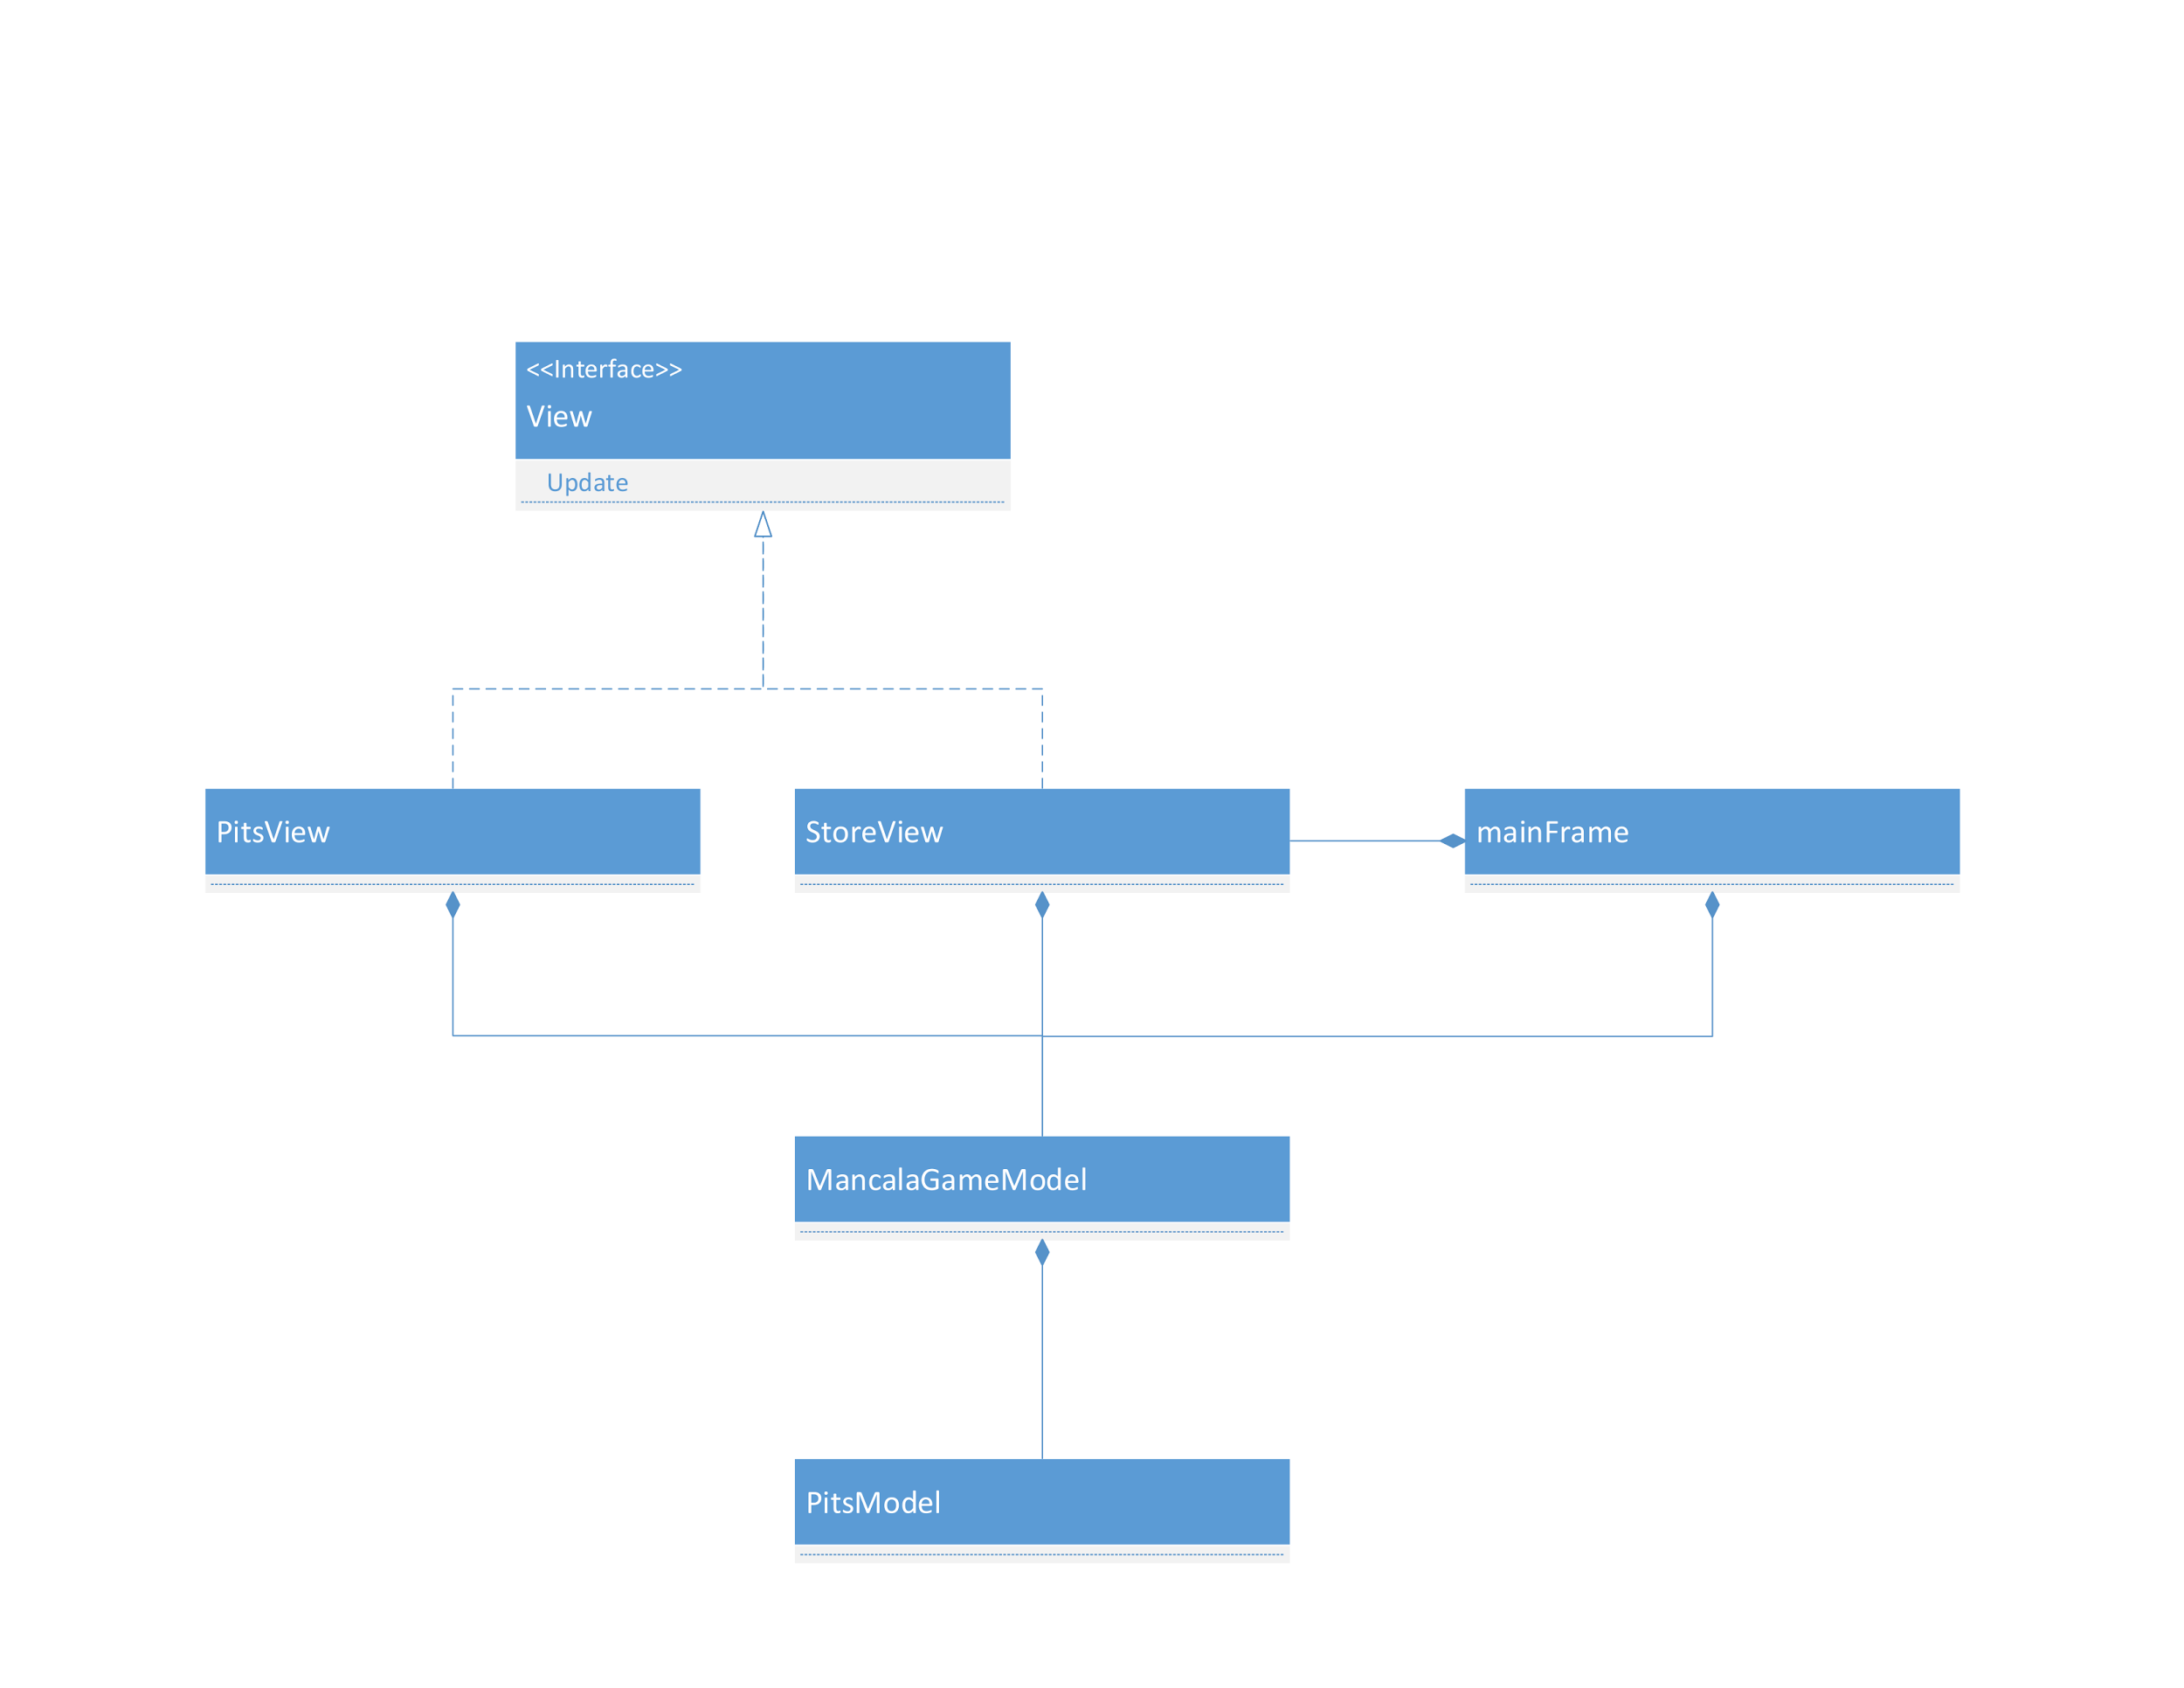 <<Interface>>
View
Update
PitsView
StoreView
mainFrame
MancalaGameModel
PitsModel